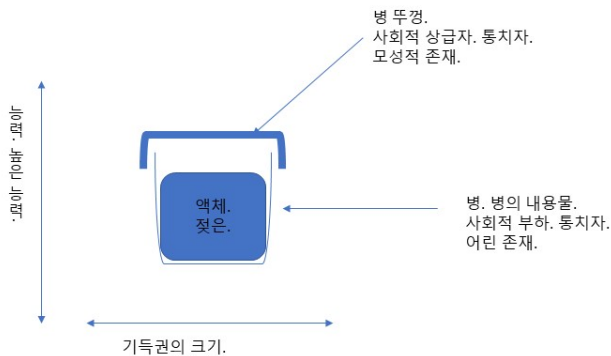 병 뚜껑.
사회적 상급자. 통치자.
모성적 존재.
능력. 높은 능력.
액체.
젖은.
병. 병의 내용물.
사회적 부하. 통치자.
어린 존재.
기득권의 크기.